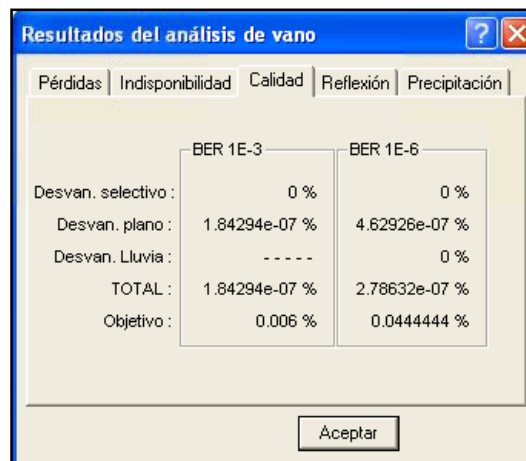 Resultados del análisis de vano
Pérdidas Indisponibilidad Calidad Reflexión Precipitación
BER 1E-3 BER 1E-6
Desvan. selectivo : 0 % 0 %
Desvan. plano : 1.84294e-07 % 4.62926e-07 %
Desvan. Lluvia : - - - - - 0 %
TOTAL : 1.84294e-07 % 2.78632e-07 %
Objetivo : 0.006 % 0.0444444 %
Aceptar